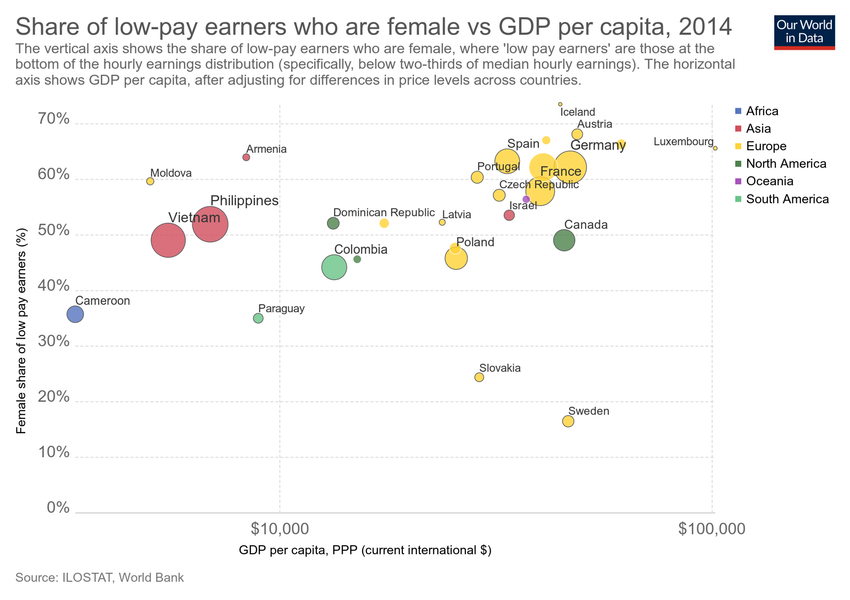 Share of low-pay earners who are female vs GDP per capita, 2014
Our World
in Data
The vertical axis shows the share of low-pay earners who are female, where 'low pay earners' are those at the
bottom of the hourly earnings distribution (specifically, below two-thirds of median hourly earnings). The horizontal
axis shows GDP per capita, after adjusting for differences in price levels across countries.
70%
60%
50%
40%
30%
20%
10%
0%
Female share of low pay earners (%)
Iceland
Austria
Luxembourg
Spain
Germany
Armenia
Portugal
France
Moldova
Czech Republic
Philippines
Israel
Vietnam
Dominican Republic
Latvia
Canada
Poland
Colombia
Cameroon
Paraguay
Slovakia
Sweden
Africa
Asia
Europe
North America
Oceania
South America
$10,000
$100,000
GDP per capita, PPP (current international $)
Source: ILOSTAT, World Bank